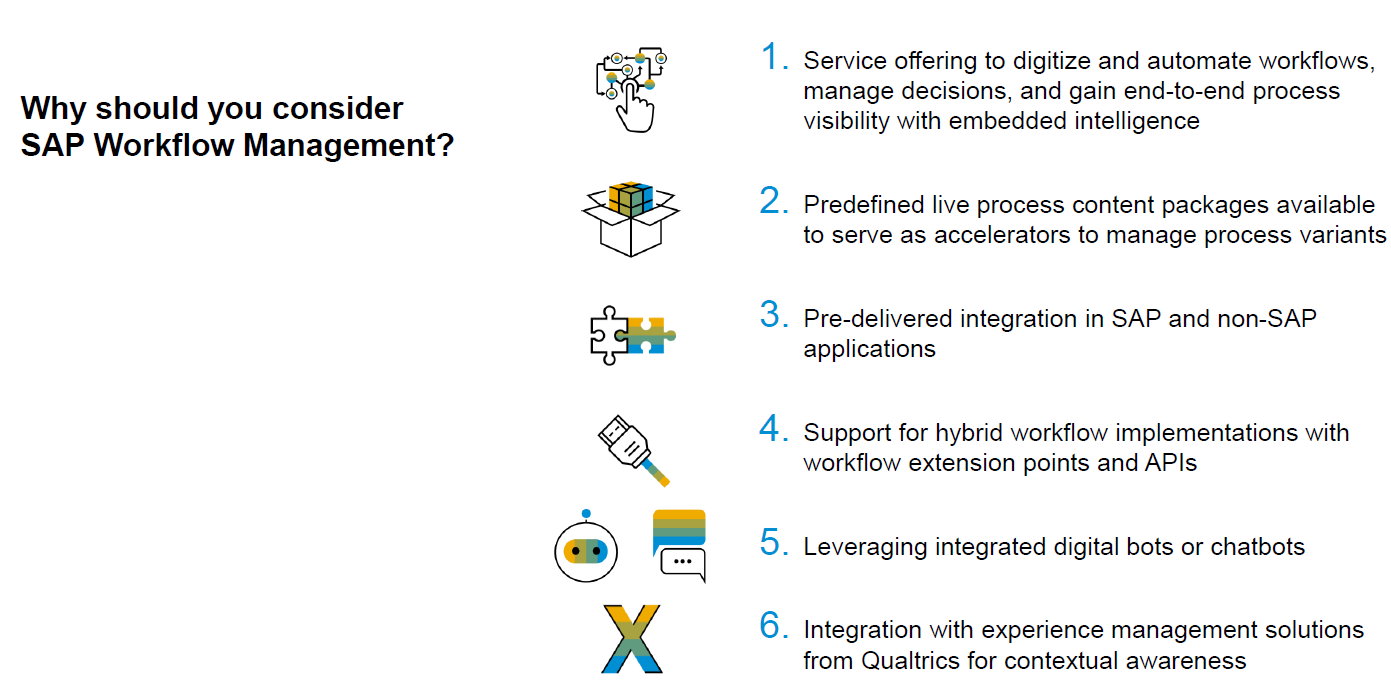 Why should you consider
SAP Workflow Management?
1. Service offering to digitize and automate workflows,
manage decisions, and gain end-to-end process
visibility with embedded intelligence
2. Predefined live process content packages available
to serve as accelerators to manage process variants
3. Pre-delivered integration in SAP and non-SAP
applications
4. Support for hybrid workflow implementations with
workflow extension points and APIs
5. Leveraging integrated digital bots or chatbots
6. Integration with experience management solutions
from Qualtrics for contextual awareness